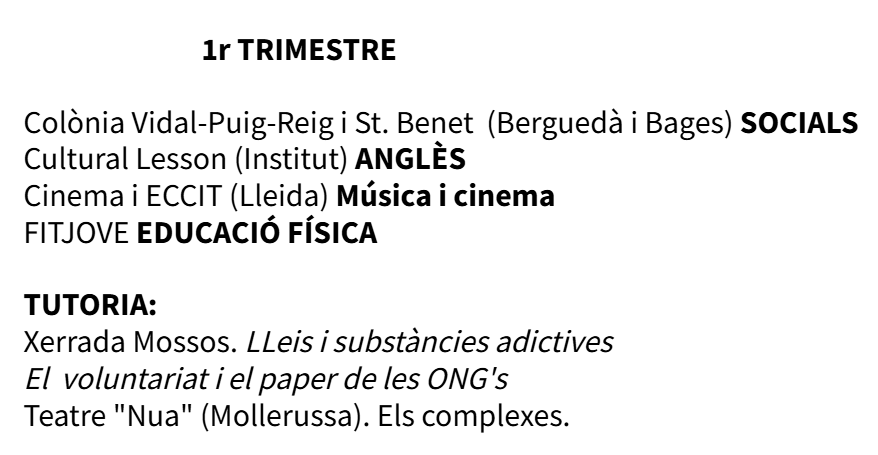 1r TRIMESTRE
Colònia Vidal-Puig-Reig i St. Benet  (Berguedà i Bages) SOCIALS
Cultural Lesson (Institut) ANGLÈS
Cinema i ECCIT (Lleida) Música i cinema
FITJOVE EDUCACIÓ FÍSICA
TUTORIA:
Xerrada Mossos. LLeis i substàncies adictives
El  voluntariat i el paper de les ONG's
Teatre "Nua" (Mollerussa). Els complexes.